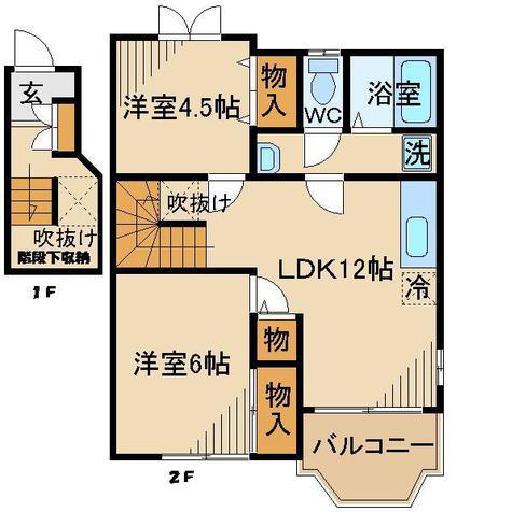 玄
吹抜け
階段下収納
1F
洋室4.5帖
物入
WC
浴室
洗
吹抜け
LDK12帖
冷
洋室6帖
物
物入
バルコニー
2F